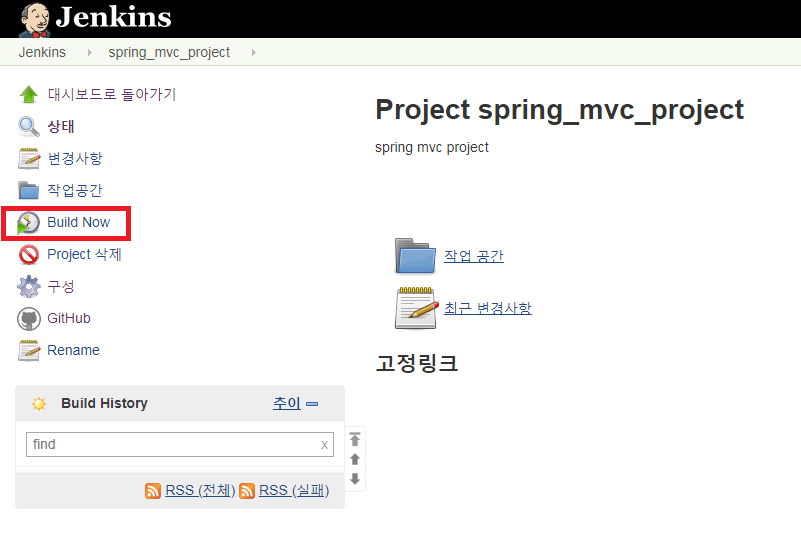 Jenkins
Jenkins spring_mvc_project
대시보드로 돌아가기
상태
변경사항
작업공간
Build Now
Project 삭제
구성
GitHub
Rename
Build History 추이
find x
RSS (전체) RSS (실패)
Project spring_mvc_project
spring mvc project
작업 공간
최근 변경사항
고정링크